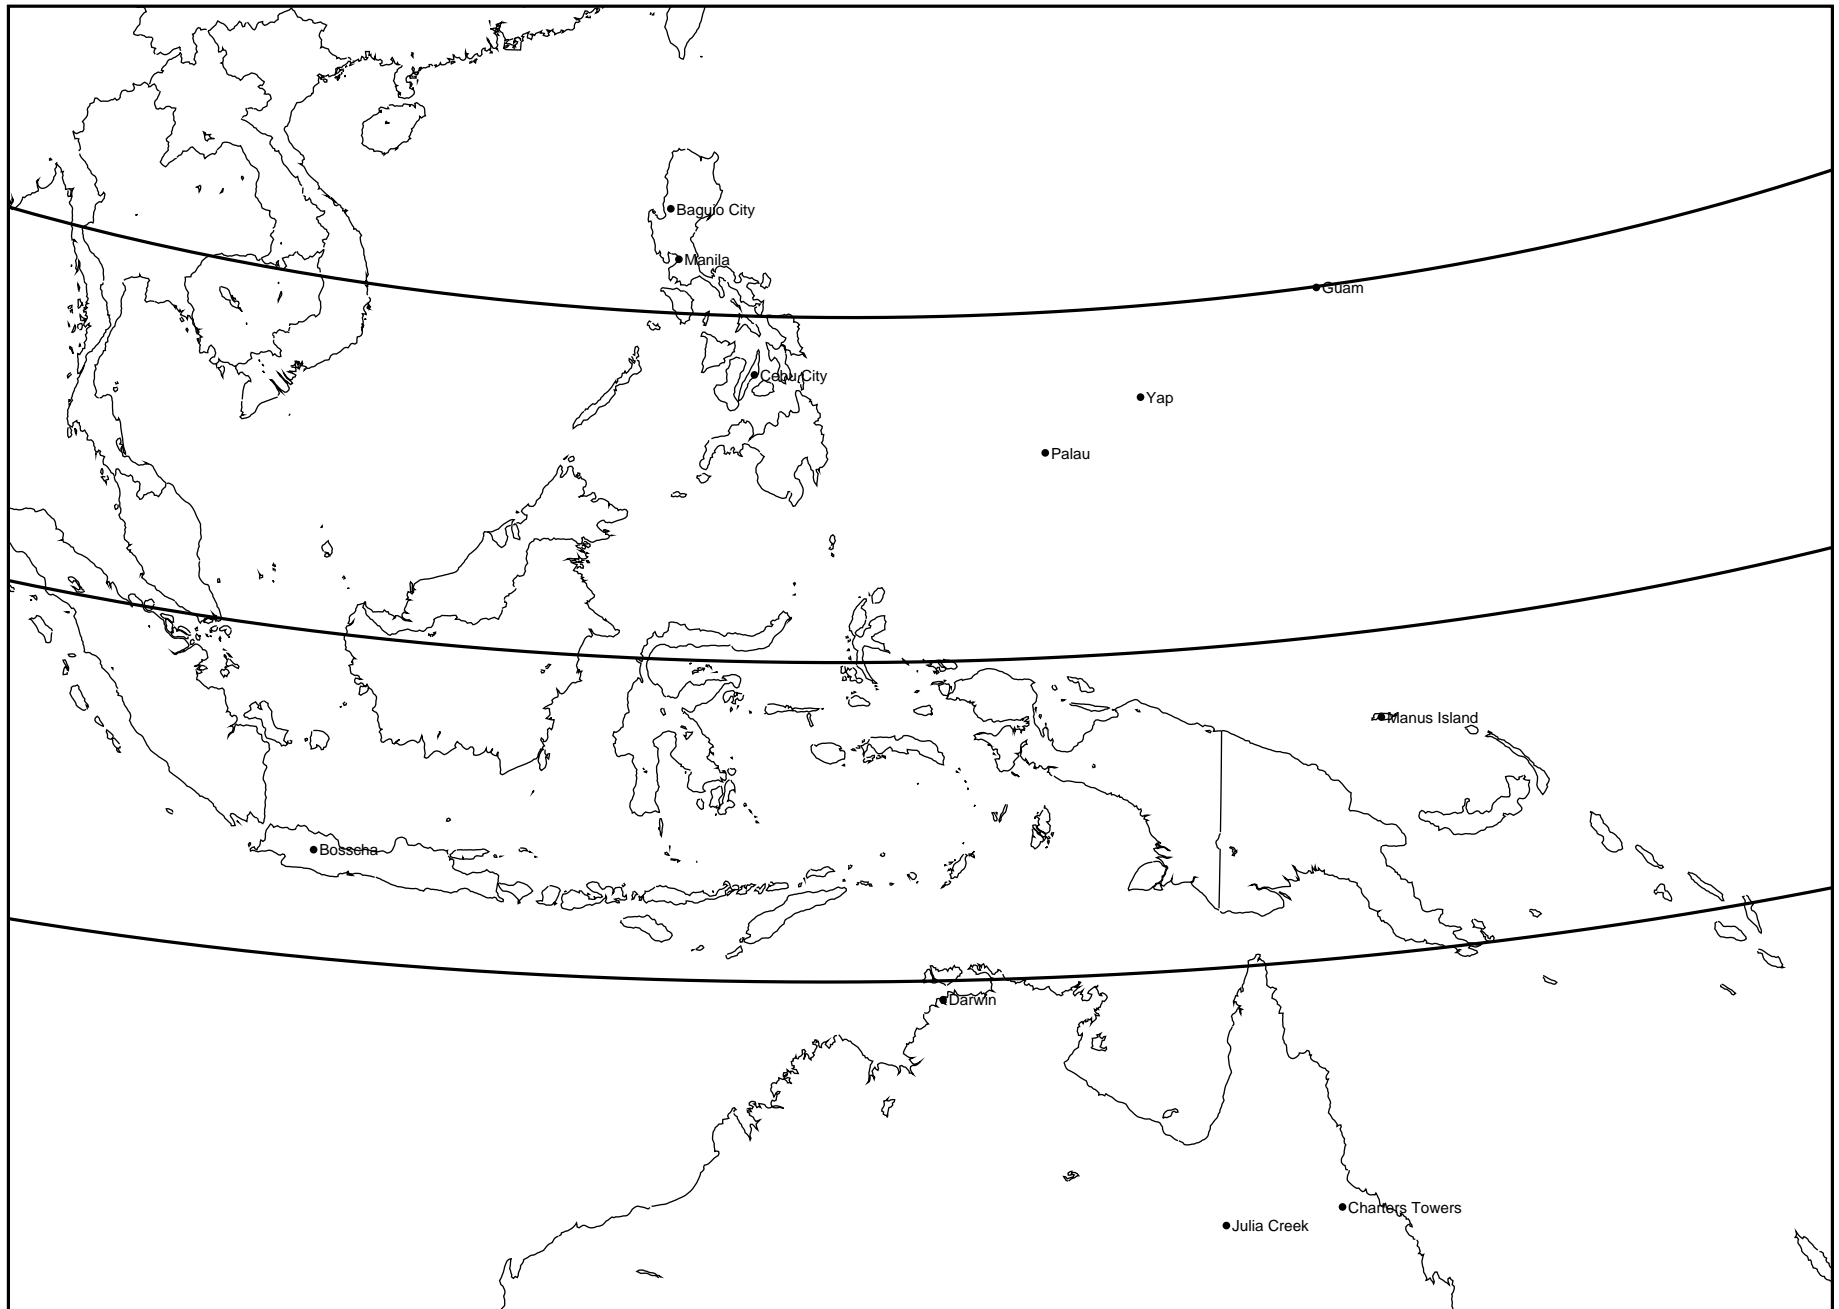 Baguio City
Manila
Guam
Cebu City
Yap
Palau
Manus Island
Bosscha
Darwin
Charters Towers
Julia Creek